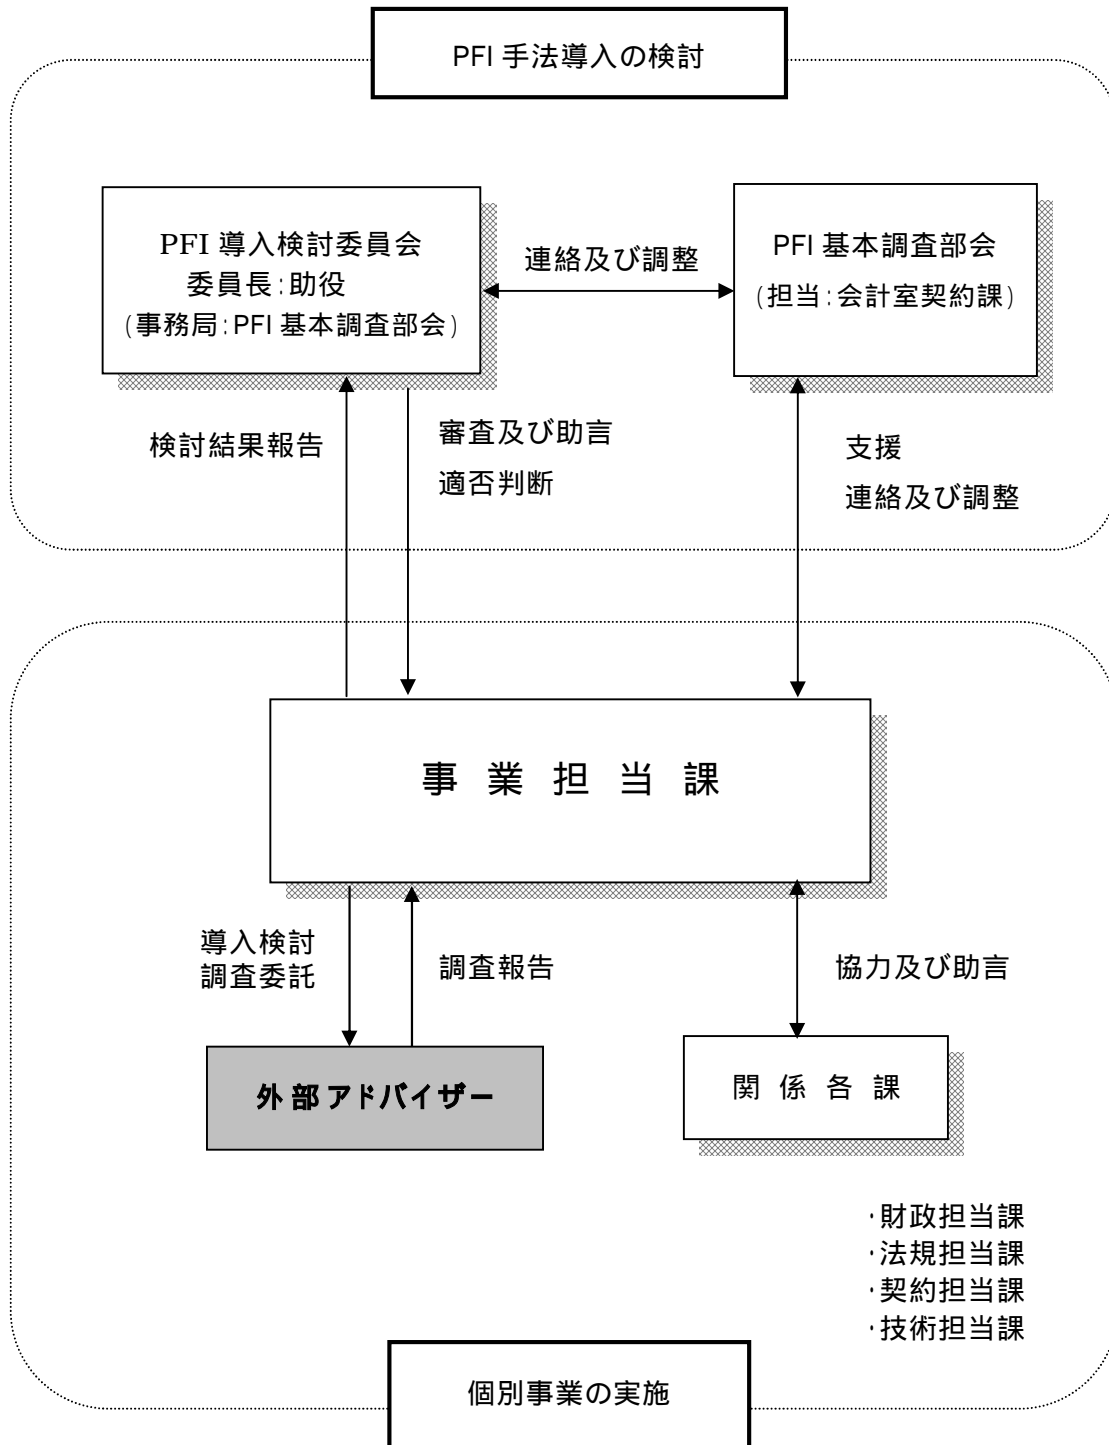 PFI 手法導入の検討
PFI 導入検討委員会
委員長:助役
(事務局:PFI 基本調査部会)
連絡及び調整
PFI 基本調査部会
(担当:会計室契約課)
検討結果報告
審査及び助言
適否判断
支援
連絡及び調整
事 業 担 当 課
導入検討
調査委託
調査報告
協力及び助言
外部アドバイザー
関 係 各 課
・財政担当課
・法規担当課
・契約担当課
・技術担当課
個別事業の実施